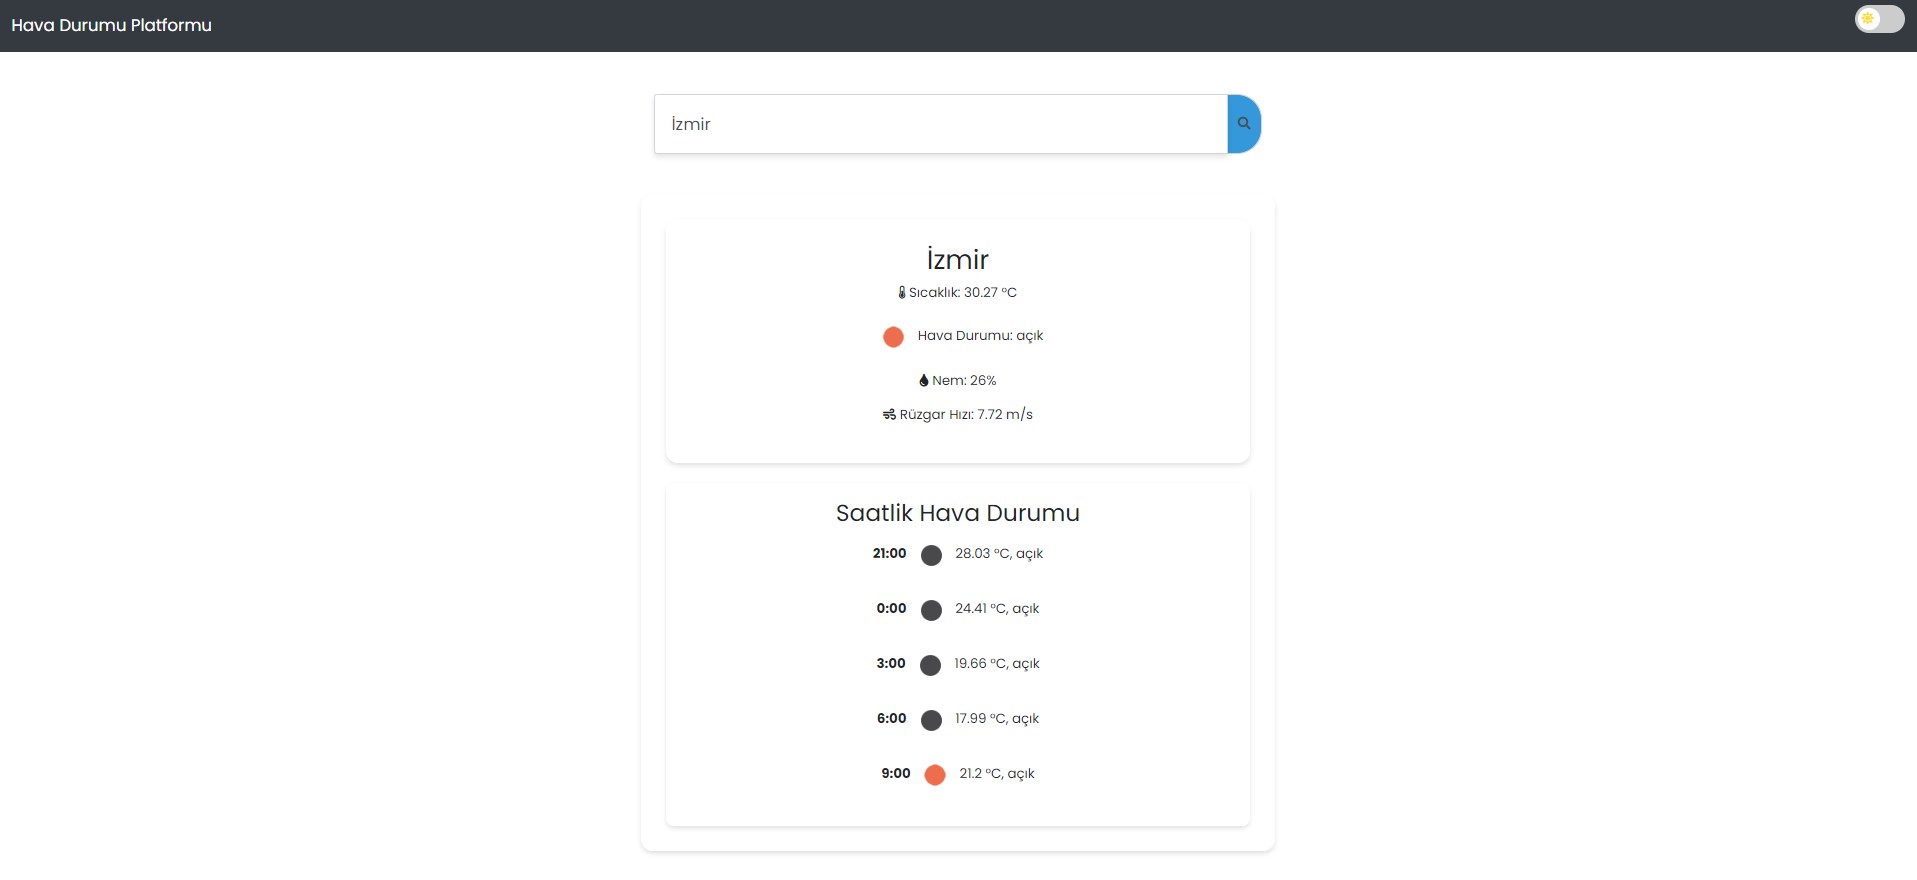 Hava Durumu Platformu
İzmir
İzmir
Sıcaklık: 30.27 °C
Hava Durumu: açık
Nem: 26%
Rüzgar Hızı: 7.72 m/s
Saatlik Hava Durumu
21:00 28.03 °C, açık
0:00 24.41 °C, açık
3:00 19.66 °C, açık
6:00 17.99 °C, açık
9:00 21.2 °C, açık